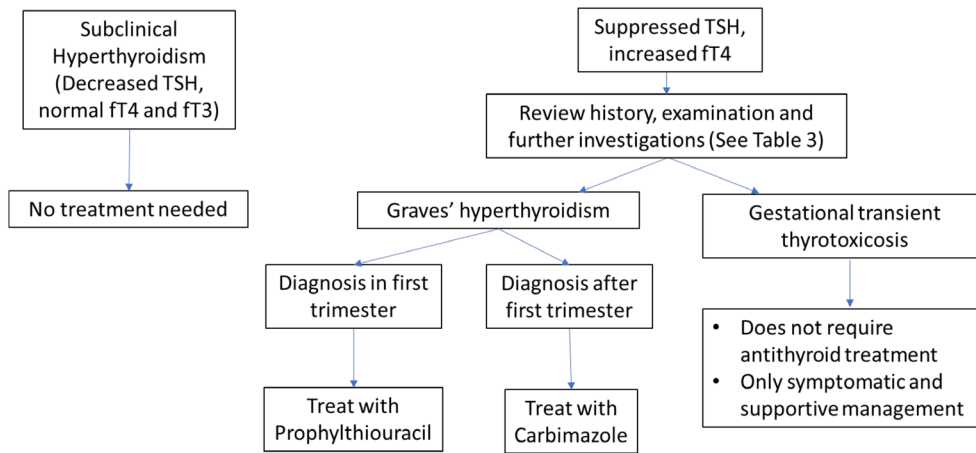 Subclinical
Hyperthyroidism
(Decreased TSH,
normal fT4 and fT3)
No treatment needed
Suppressed TSH,
increased fT4
Review history, examination and
further investigations (See Table 3)
Graves’ hyperthyroidism
Gestational transient
thyrotoxicosis
Diagnosis in first
trimester
Diagnosis after
first trimester
• Does not require
antithyroid treatment
• Only symptomatic and
supportive management
Treat with
Prophylthiouracil
Treat with
Carbimazole